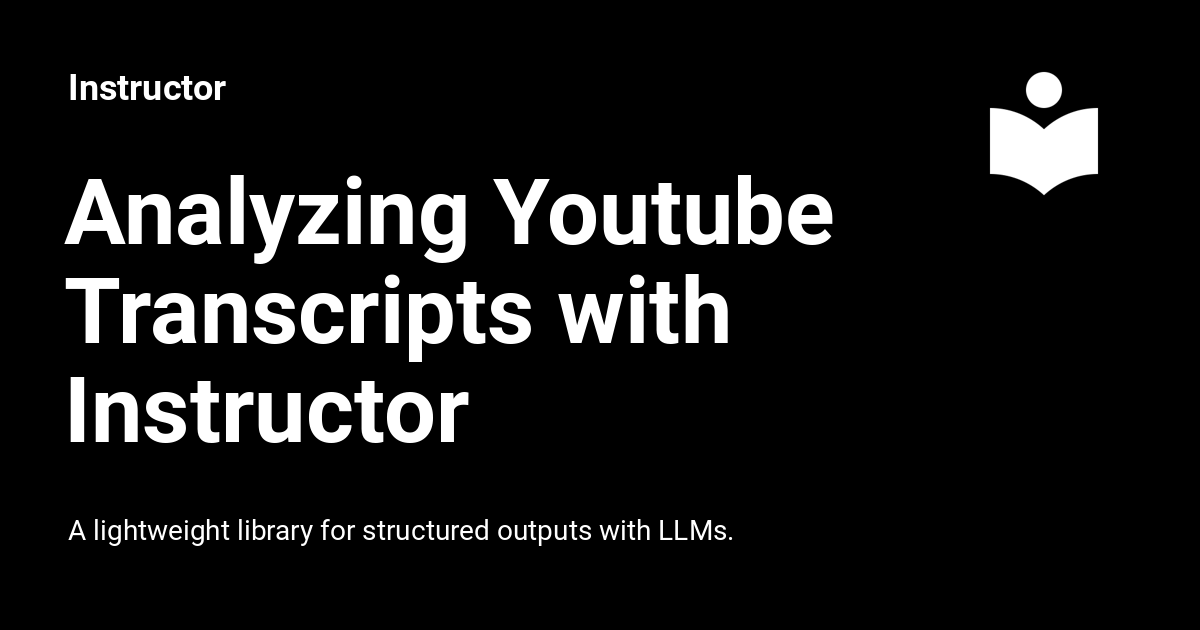 Instructor
Analyzing Youtube
Transcripts with
Instructor
A lightweight library for structured outputs with LLMs.